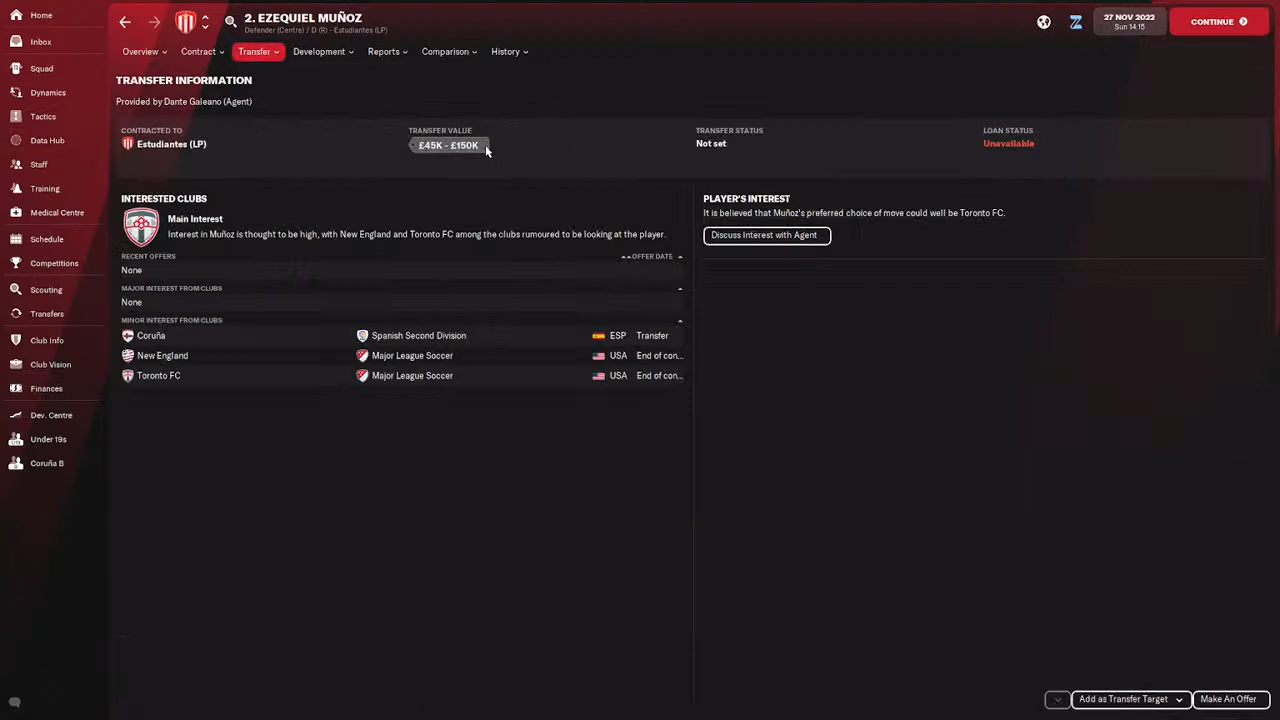 Home
Inbox
Squad
Dynamics
Tactics
Data Hub
Staff
Training
Medical Centre
Schedule
Competitions
Scouting
Transfers
Club Info
Club Vision
Finances
Dev. Centre
Under 19s
Coruña B
2. EZEQUIEL MUÑOZ
Defender (Centre) / D (R) - Estudiantes (LP)
27 NOV 2022
Sun 14:15
CONTINUE
Overview
Contract
Transfer
Development
Reports
Comparison
History
TRANSFER INFORMATION
Provided by Dante Galeano (Agent)
CONTRACTED TO
Estudiantes (LP)
TRANSFER VALUE
£45K - £150K
TRANSFER STATUS
Not set
LOAN STATUS
Unavailable
INTERESTED CLUBS
Main Interest
Interest in Muñoz is thought to be high, with New England and Toronto FC among the clubs rumoured to be looking at the player.
RECENT OFFERS OFFER DATE
None
MAJOR INTEREST FROM CLUBS
None
MINOR INTEREST FROM CLUBS
Coruña Spanish Second Division ESP Transfer
New England Major League Soccer USA End of con...
Toronto FC Major League Soccer USA End of con...
PLAYER'S INTEREST
It is believed that Muñoz's preferred choice of move could well be Toronto FC.
Discuss Interest with Agent
Add as Transfer Target
Make An Offer